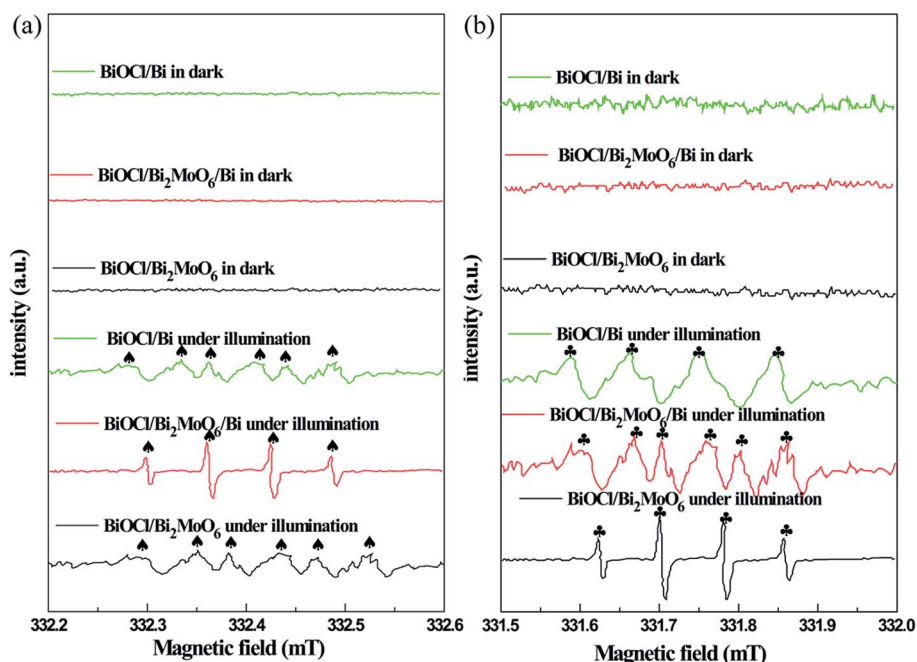 (a)
BiOCl/Bi in dark
BiOCl/Bi₂MoO₆/Bi in dark
BiOCl/Bi₂MoO₆ in dark
BiOCl/Bi under illumination
BiOCl/Bi₂MoO₆/Bi under illumination
BiOCl/Bi₂MoO₆ under illumination
intensity (a.u.)
332.2 332.3 332.4 332.5 332.6
Magnetic field (mT)
(b)
BiOCl/Bi in dark
BiOCl/Bi₂MoO₆/Bi in dark
BiOCl/Bi₂MoO₆ in dark
BiOCl/Bi under illumination
BiOCl/Bi₂MoO₆/Bi under illumination
BiOCl/Bi₂MoO₆ under illumination
intensity (a.u.)
331.5 331.6 331.7 331.8 331.9 332.0
Magnetic field (mT)